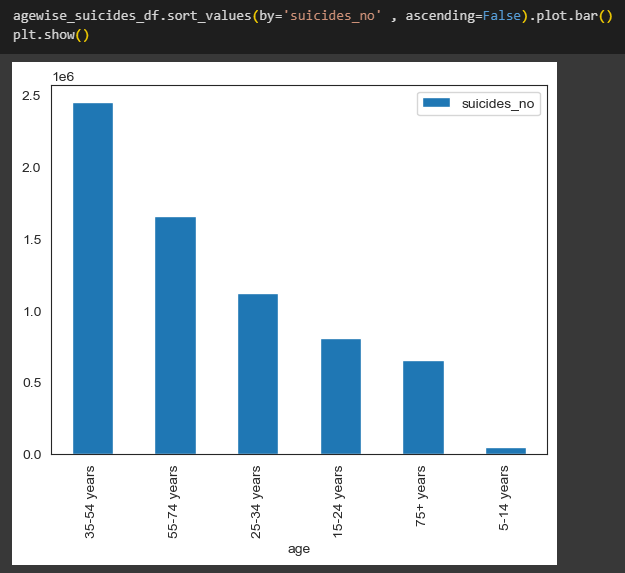 agewise_suicides_df.sort_values(by='suicides_no' , ascending=False).plot.bar()
plt.show()
1e6
suicides_no
2.5
2.0
1.5
1.0
0.5
0.0
35-54 years
55-74 years
25-34 years
15-24 years
75+ years
5-14 years
age